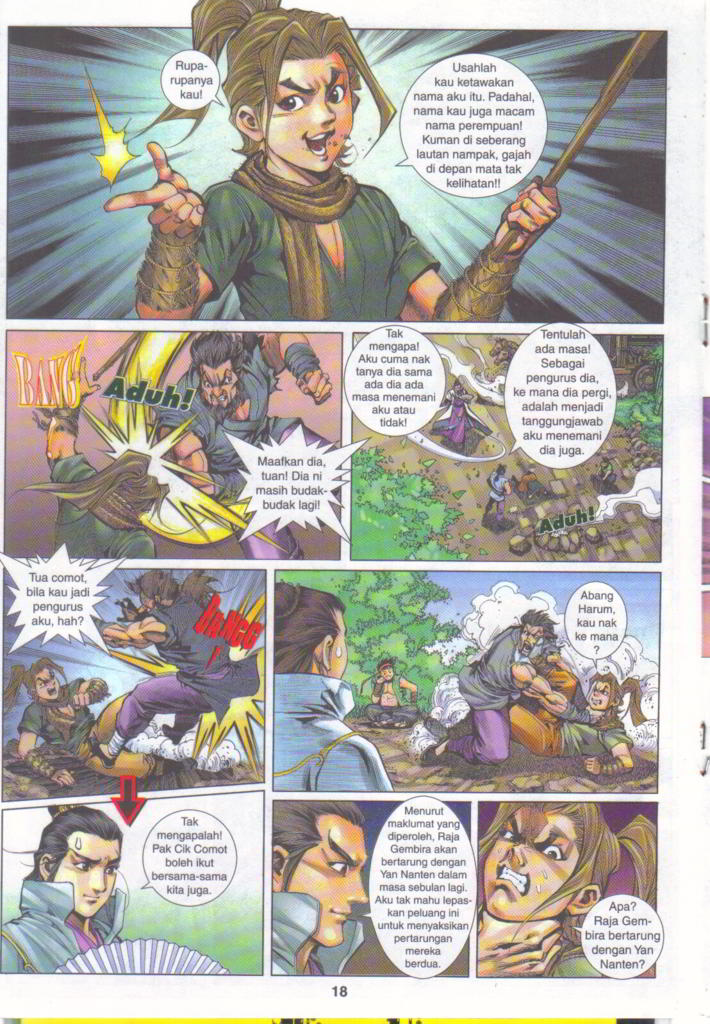 Rupa-
rupanya
kau!
Usahlah
kau ketawakan
nama aku itu. Padahal,
nama kau juga macam
nama perempuan!
Kuman di seberang
lautan nampak, gajah
di depan mata tak
kelihatan!!
BANG
Aduh!
Maafkan dia,
tuan! Dia ni
masih budak-
budak lagi!
Tak
mengapa!
Aku cuma nak
tanya dia sama
ada dia ada
masa menemani
aku atau
tidak!
Tentulah
ada masa!
Sebagai
pengurus dia,
ke mana dia pergi,
adalah menjadi
tanggungjawab
aku menemani
dia juga.
Aduh!
Tua comot,
bila kau jadi
pengurus
aku, hah?
Abang
Harum,
kau nak
ke mana
?
Tak
mengapalah!
Pak Cik Comot
boleh ikut
bersama-sama
kita juga.
Menurut
maklumat yang
diperoleh, Raja
Gembira akan
bertarung dengan
Yan Nanten dalam
masa sebulan lagi.
Aku tak mahu lepas-
kan peluang ini
untuk menyaksikan
pertarungan
mereka
berdua.
Apa?
Raja Gem-
bira bertarung
dengan Yan
Nanten?
18